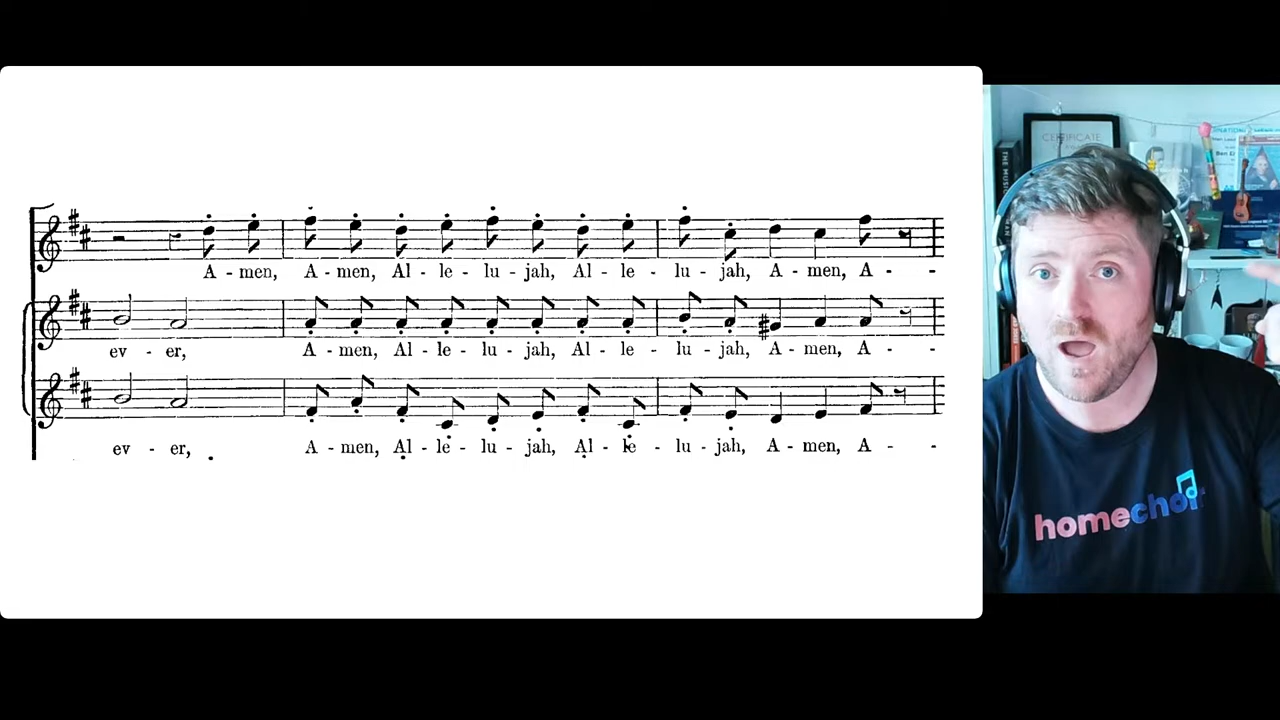 A - men, A - men, Al - le - lu - jah, Al - le - lu - jah, A - men, A - -
ev - er, A - men, Al - le - lu - jah, Al - le - lu - jah, A - men, A - -
ev - er, A - men, Al - le - lu - jah, Al - le - lu - jah, A - men, A - -
CERTIFICATE
homechoir